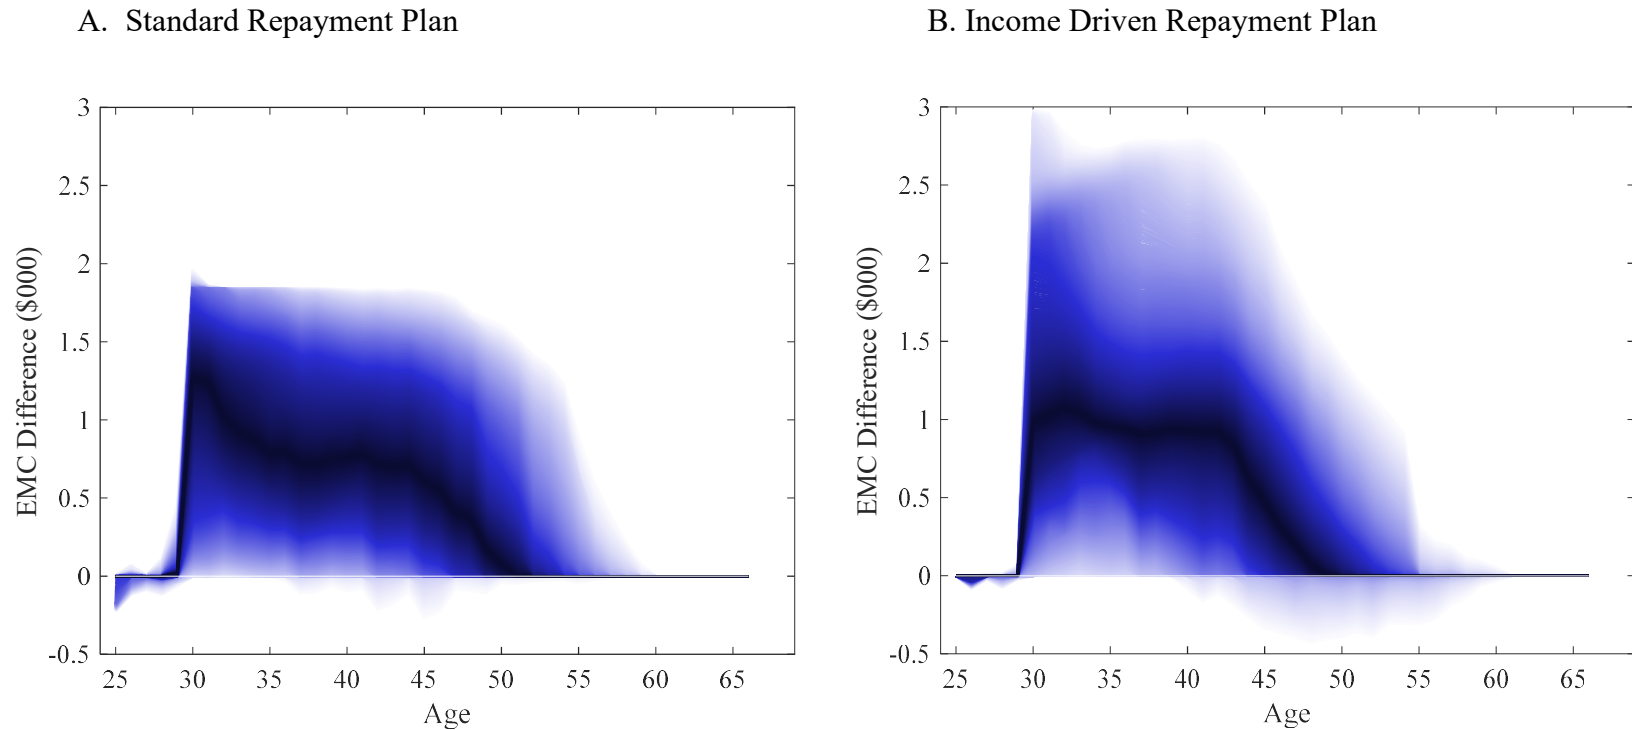 A. Standard Repayment Plan
B. Income Driven Repayment Plan
3
2.5
2
1.5
1
0.5
0
-0.5
EMC Difference ($000)
25 30 35 40 45 50 55 60 65
Age
3
2.5
2
1.5
1
0.5
0
-0.5
EMC Difference ($000)
25 30 35 40 45 50 55 60 65
Age